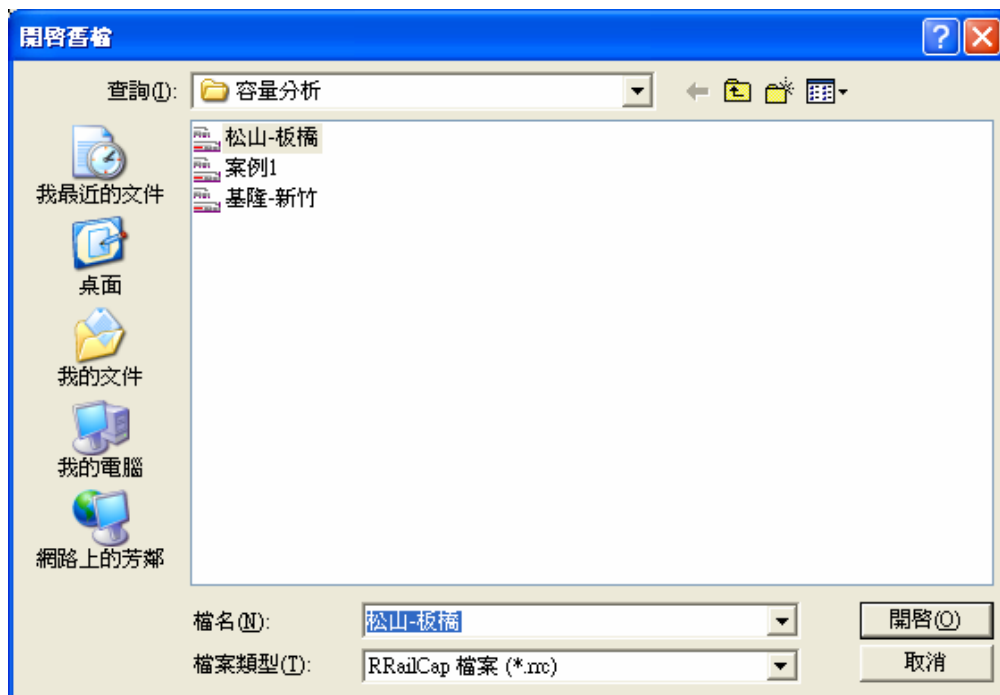 開啓舊檔
查詢(I):
容量分析
松山-板橋
案例1
基隆-新竹
我最近的文件
桌面
我的文件
我的電腦
網路上的芳鄰
檔名(N):
松山-板橋
開啓(O)
檔案類型(T):
RRailCap 檔案 (*.rrc)
取消